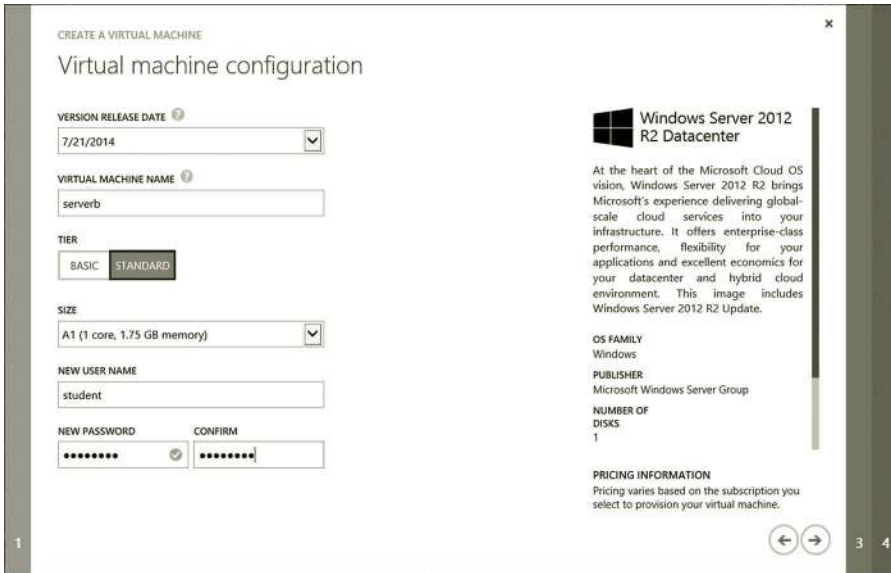 CREATE A VIRTUAL MACHINE
Virtual machine configuration
VERSION RELEASE DATE ?
7/21/2014
VIRTUAL MACHINE NAME ?
serverb
TIER
BASIC STANDARD
SIZE
A1 (1 core, 1.75 GB memory)
NEW USER NAME
student
NEW PASSWORD CONFIRM
•••••••• ••••••••
Windows Server 2012
R2 Datacenter
At the heart of the Microsoft Cloud OS
vision, Windows Server 2012 R2 brings
Microsoft's experience delivering global-
scale cloud services into your
infrastructure. It offers enterprise-class
performance, flexibility for your
applications and excellent economics for
your datacenter and hybrid cloud
environment. This image includes
Windows Server 2012 R2 Update.
OS FAMILY
Windows
PUBLISHER
Microsoft Windows Server Group
NUMBER OF
DISKS
1
PRICING INFORMATION
Pricing varies based on the subscription you
select to provision your virtual machine.
1 3 4